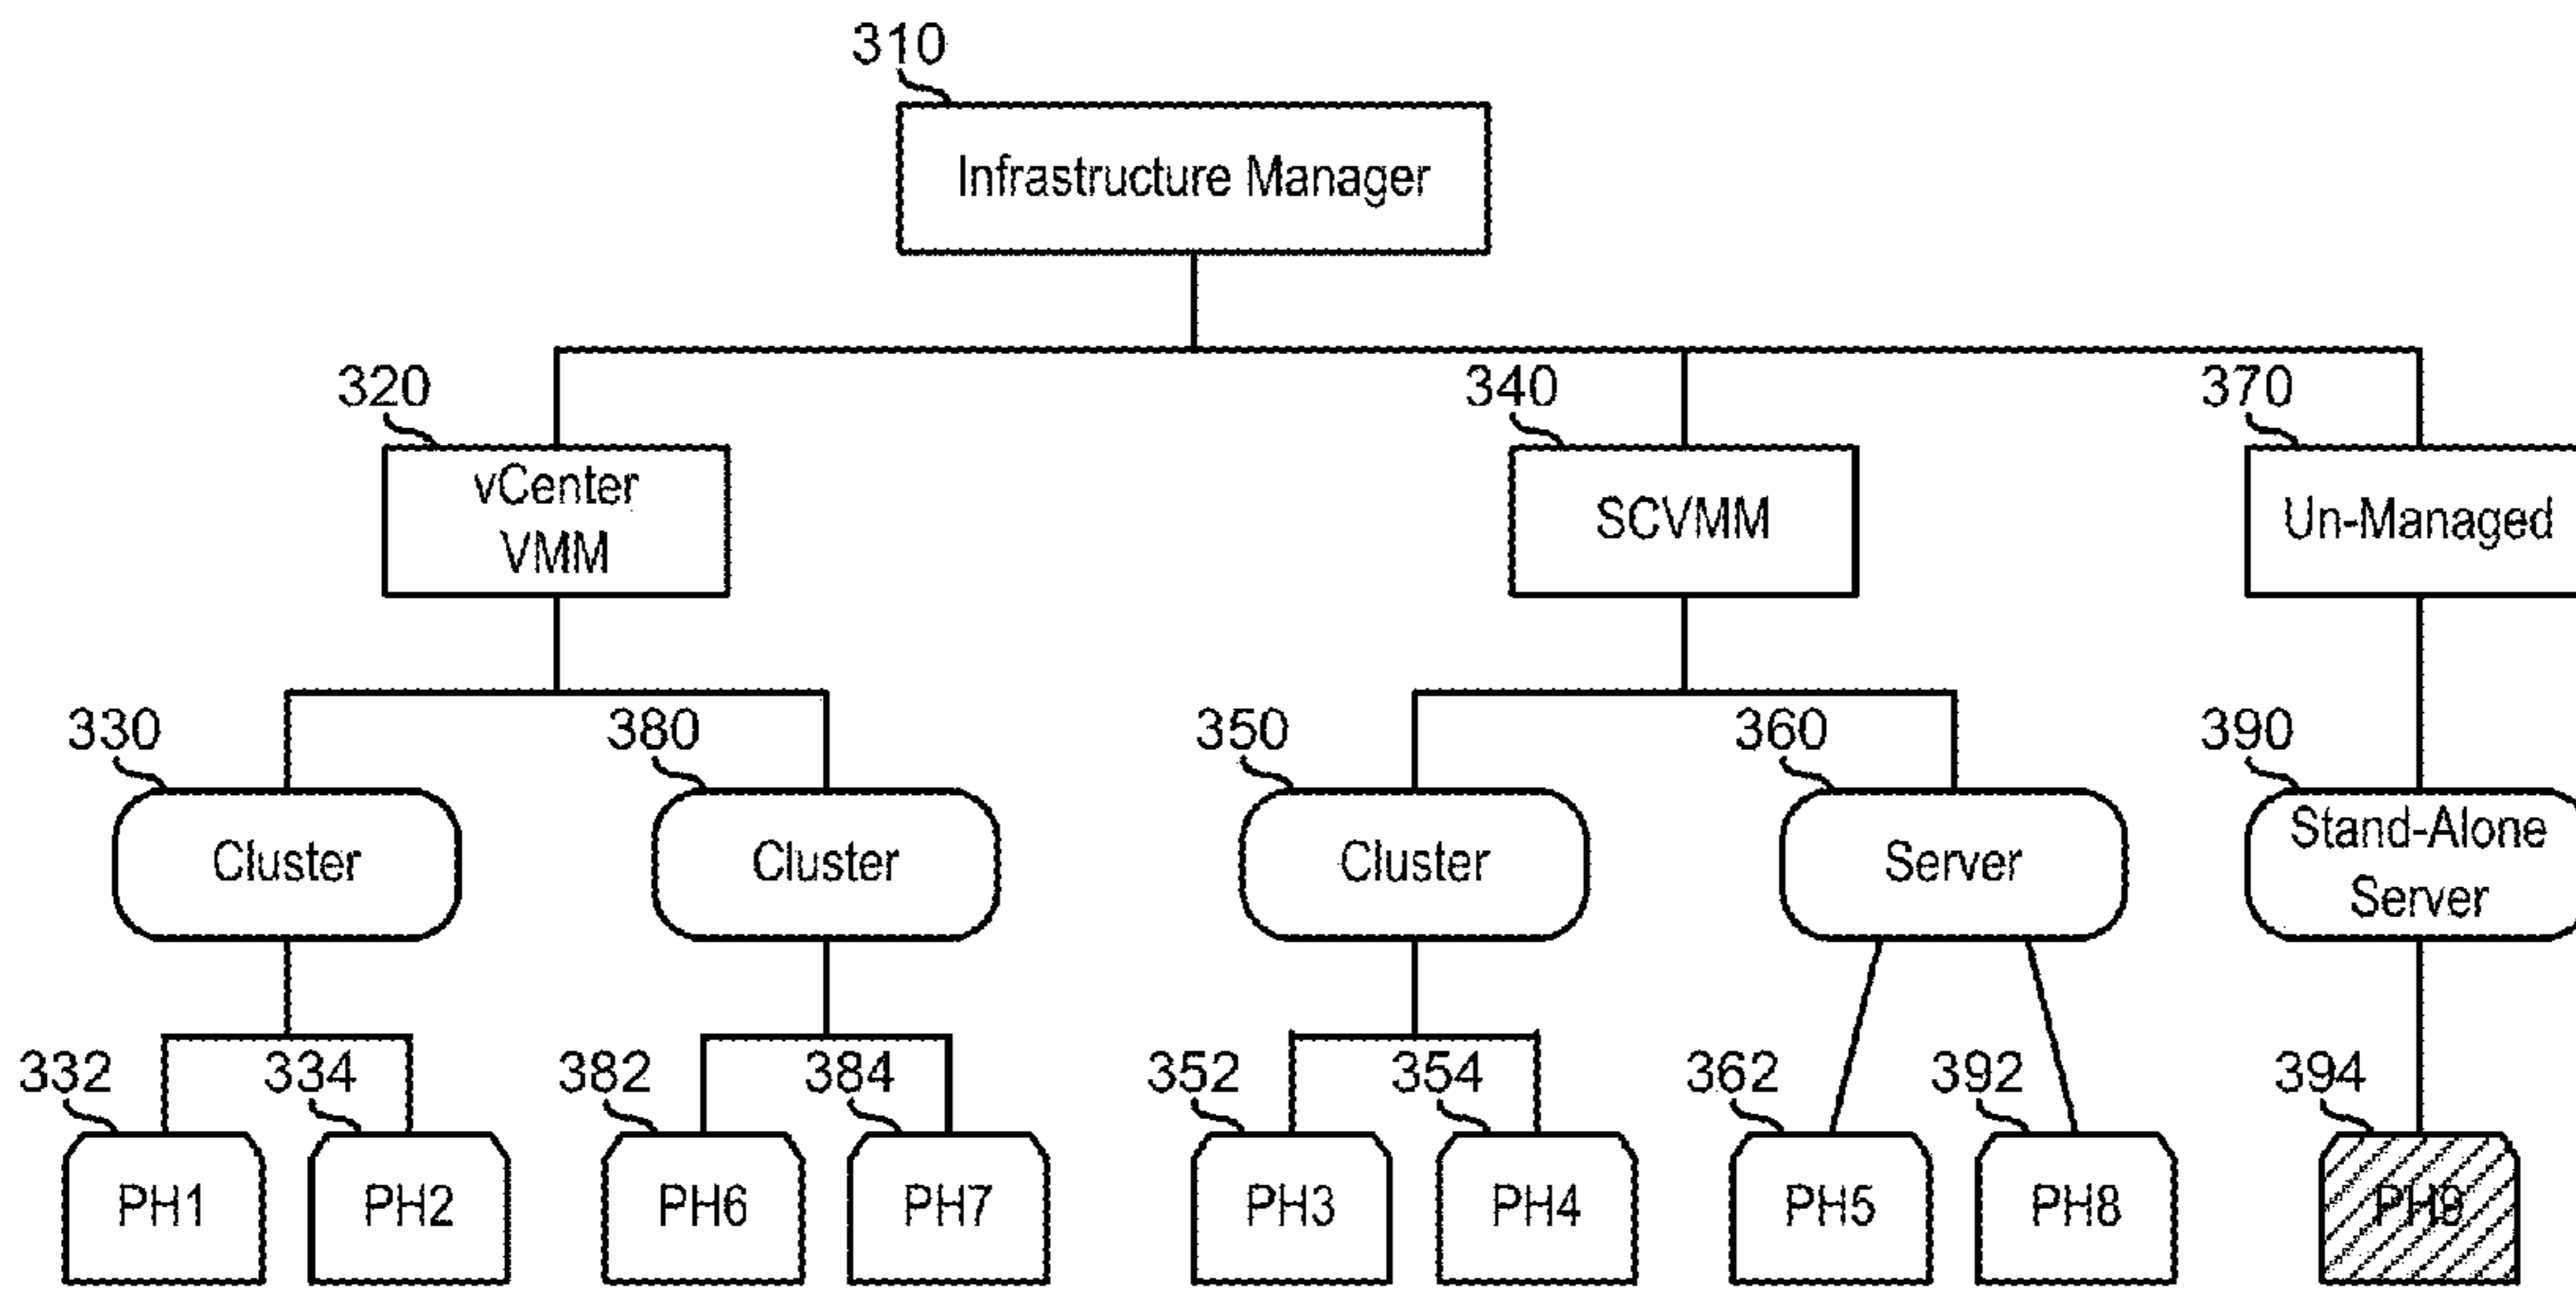 310
Infrastructure Manager
320
340
370
vCenter
VMM
SCVMM
Un-Managed
330
380
350
360
390
Cluster
Cluster
Cluster
Server
Stand-Alone
Server
332
334
382
384
352
354
362
392
394
PH1
PH2
PH6
PH7
PH3
PH4
PH5
PH8
PH9